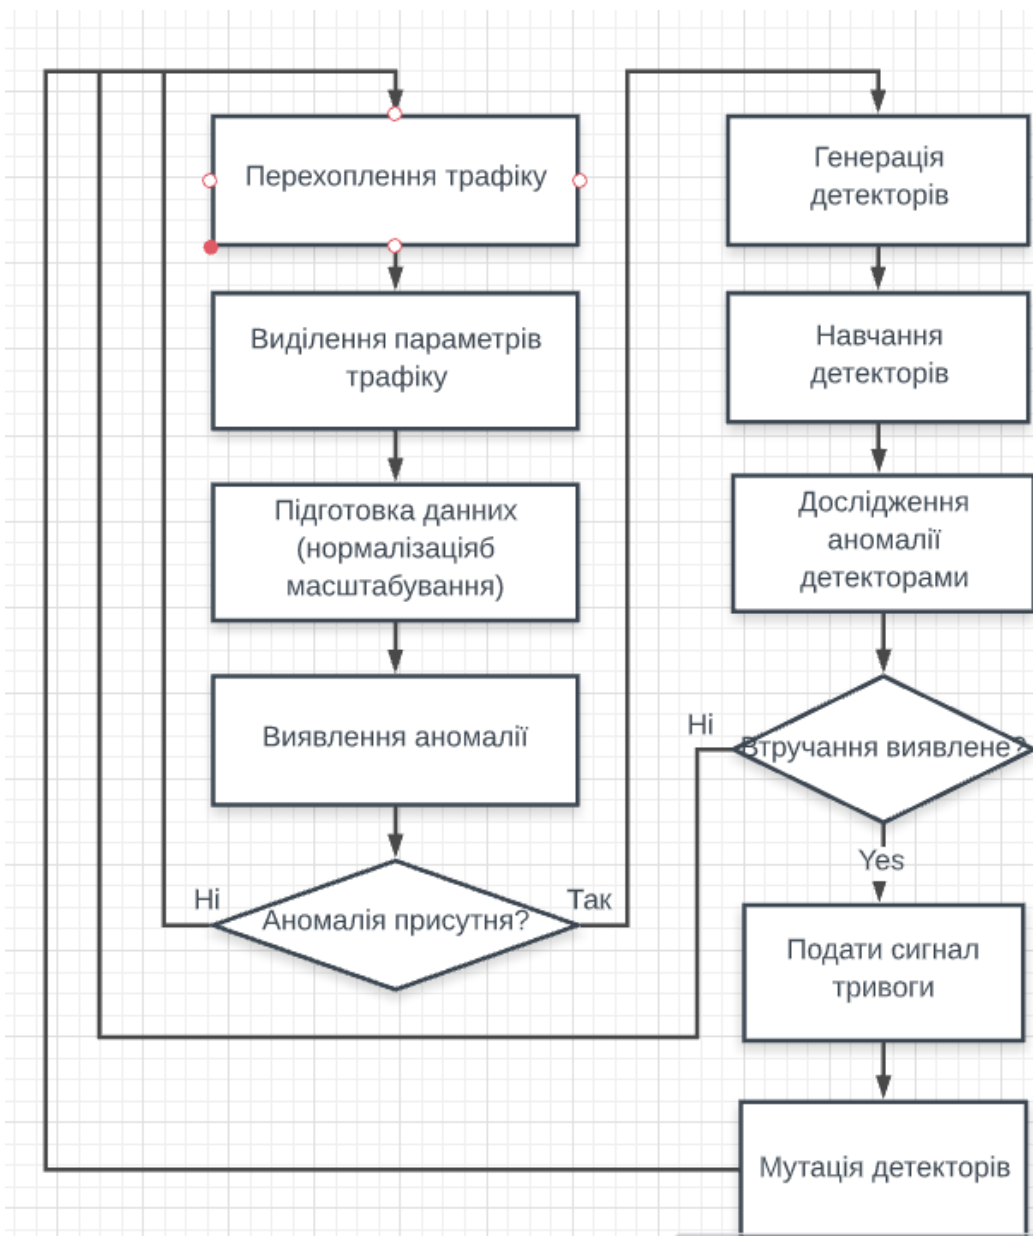 Перехоплення трафіку
Виділення параметрів
трафіку
Підготовка данних
(нормалізаціяб
масштабування)
Виявлення аномалії
Ні
Аномалія присутня?
Так
Генерація
детекторів
Навчання
детекторів
Дослідження
аномалії
детекторами
Ні
Втручання виявлене?
Yes
Подати сигнал
тривоги
Мутація детекторів